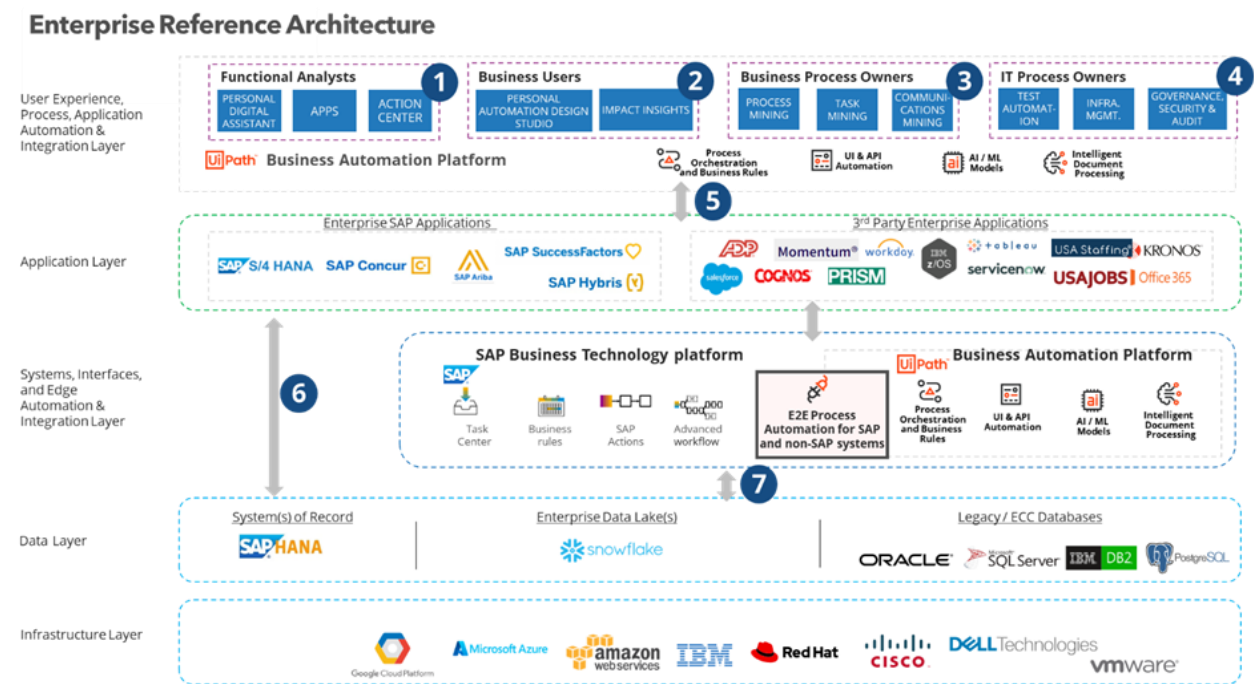 Enterprise Reference Architecture
User Experience,
Process, Application
Automation &
Integration Layer
Functional Analysts
1
PERSONAL
DIGITAL
ASSISTANT
APPS
ACTION
CENTER
Business Users
2
PERSONAL
AUTOMATION DESIGN
STUDIO
IMPACT INSIGHTS
Business Process Owners
3
PROCESS
MINING
TASK
MINING
COMMUNI-
CATIONS
MINING
IT Process Owners
4
TEST
AUTOMAT-
ION
INFRA.
MGMT.
GOVERNANCE,
SECURITY &
AUDIT
UiPath Business Automation Platform
Process
Orchestration
and Business Rules
UI & API
Automation
ai
AI / ML
Models
Intelligent
Document
Processing
5
Application Layer
Enterprise SAP Applications
SAP S/4 HANA
SAP Concur C
SAP Ariba
SAP SuccessFactors
SAP Hybris (y)
3rd Party Enterprise Applications
ADP
Momentum®
workday.
IBM
z/OS
+ableau
USA Staffing®
KRONOS®
salesforce
COGNOS
PRISM
servicenow
USAJOBS
Office 365
Systems, Interfaces,
and Edge
Automation &
Integration Layer
6
SAP Business Technology platform
SAP
Task
Center
Business
rules
SAP
Actions
Advanced
workflow
E2E Process
Automation for SAP
and non-SAP systems
UiPath Business Automation Platform
Process
Orchestration
and Business
Rules
UI & API
Automation
ai
AI / ML
Models
Intelligent
Document
Processing
7
Data Layer
System(s) of Record
SAP HANA
Enterprise Data Lake(s)
snowflake
Legacy / ECC Databases
ORACLE®
Microsoft
SQL Server
IBM DB2
PostgreSQL
Infrastructure Layer
Google Cloud Platform
Microsoft Azure
amazon
webservices
IBM
Red Hat
CISCO
DELL Technologies
vmware®